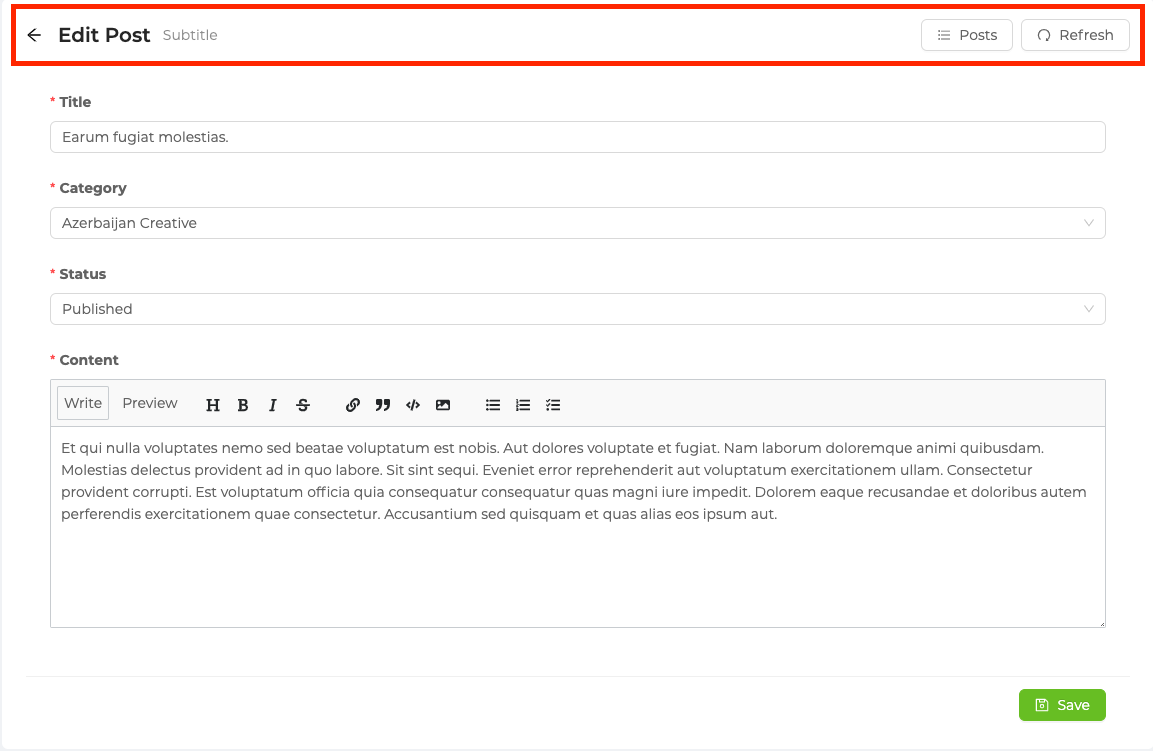 Edit Post Subtitle Posts Refresh
* Title
Earum fugiat molestias.
* Category
Azerbaijan Creative
* Status
Published
* Content
Write Preview H B I S
Et qui nulla voluptates nemo sed beatae voluptatum est nobis. Aut dolores voluptate et fugiat. Nam laborum doloremque animi quibusdam.
Molestias delectus provident ad in quo labore. Sit sint sequi. Eveniet error reprehenderit aut voluptatum exercitationem ullam. Consectetur
provident corrupti. Est voluptatum officia quia consequatur consequatur quas magni iure impedit. Dolorem eaque recusandae et doloribus autem
perferendis exercitationem quae consectetur. Accusantium sed quisquam et quas alias eos ipsum aut.
Save